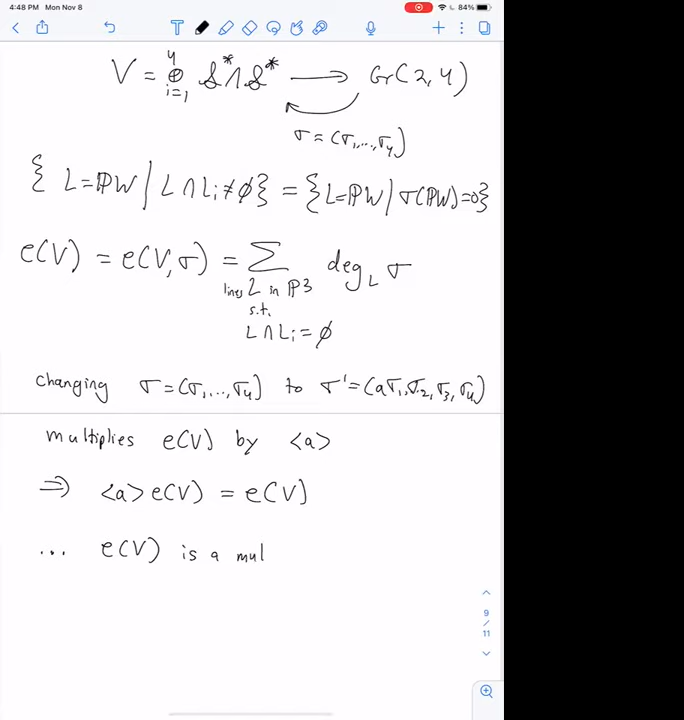 4:48 PM Mon Nov 8
84%
V = ⊕_{i=1}^{4} S* ∧ S* → Gr(2,4)
σ = (σ₁,...,σ₄)
{ L=ℙW | L ∩ Lᵢ ≠ ∅} = {L=ℙW | σ(ℙW)=0}
e(V) = e(V,σ) = Σ deg_L σ
lines L in ℙ3
s.t.
L ∩ Lᵢ = ∅
changing σ = (σ₁,...,σ₄) to σ' = (aσ₁,σ₂,σ₃,σ₄)
multiplies e(V) by <a>
⇒ <a> e(V) = e(V)
... e(V) is a mul
9
/
11